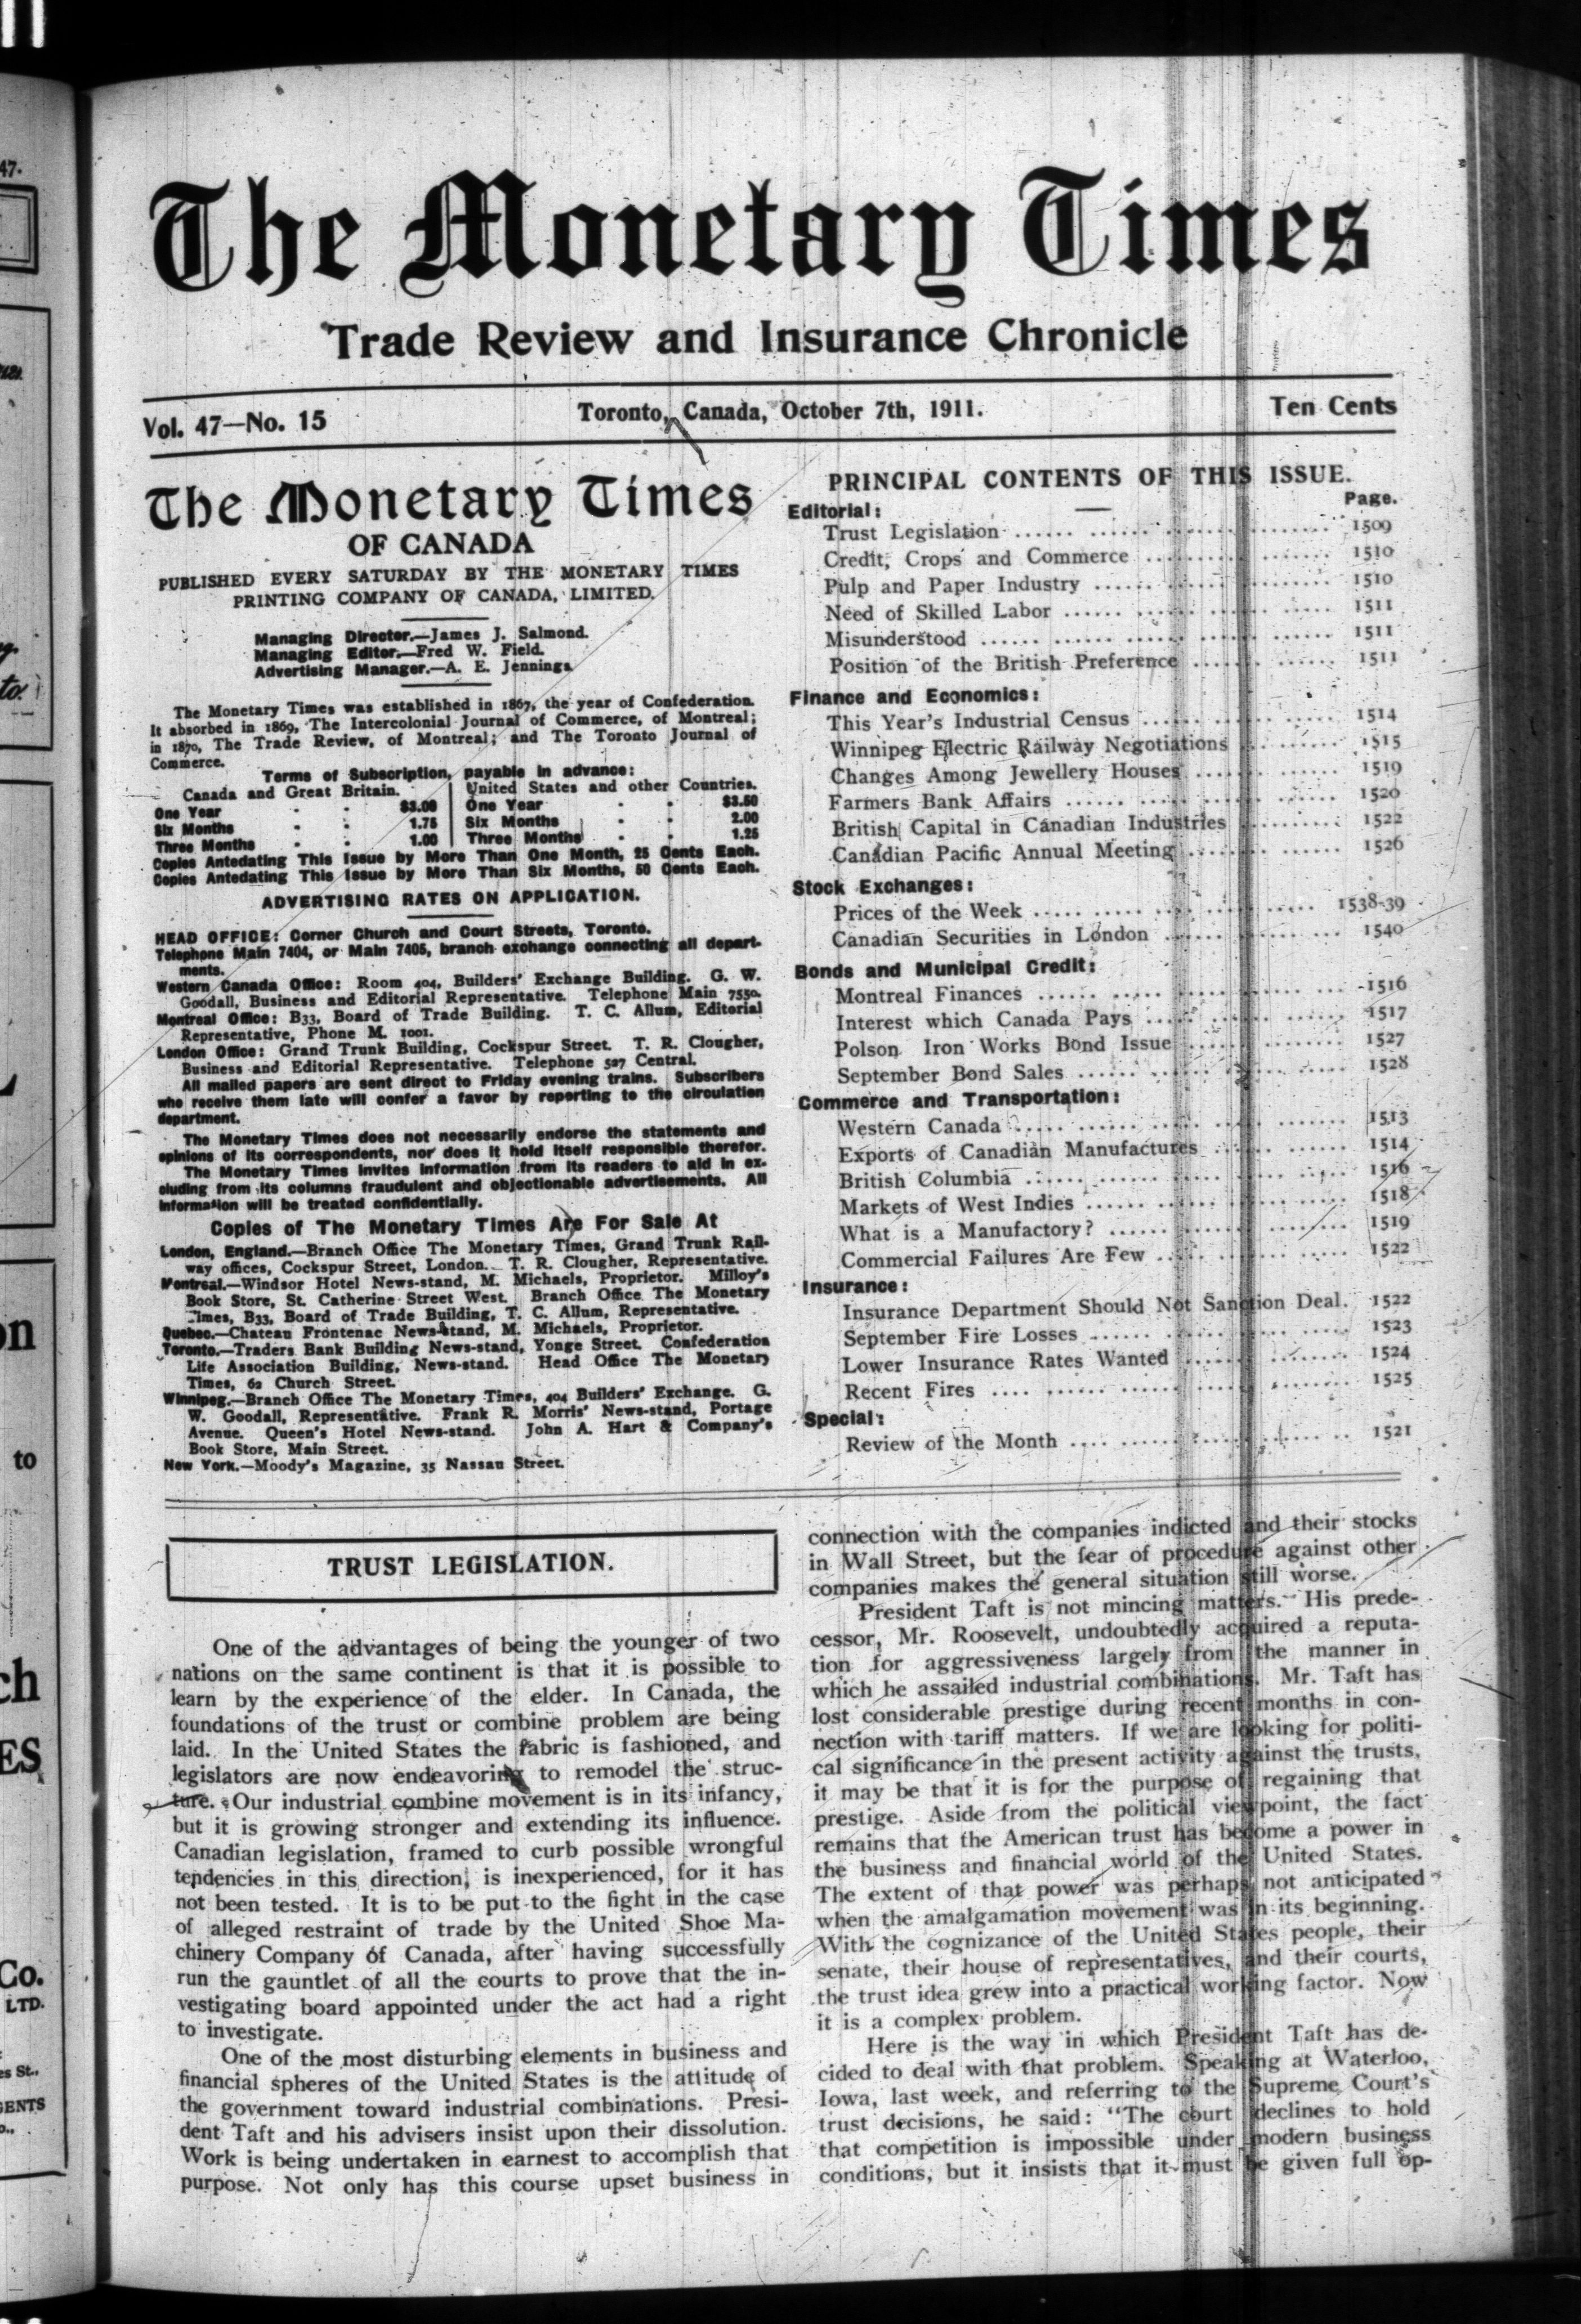 47.
to
on
to
ch
ES
Co.
LTD.
es St.,
GENTS
The Monetary Times
Trade Review and Insurance Chronicle
Vol. 47—No. 15
Toronto, Canada, October 7th, 1911.
Ten Cents
The Monetary Times
OF CANADA
PUBLISHED EVERY SATURDAY BY THE MONETARY TIMES
PRINTING COMPANY OF CANADA, LIMITED.
Managing Director.—James J. Salmond.
Managing Editor.—Fred W. Field.
Advertising Manager.—A. E. Jennings.
The Monetary Times was established in 1867, the year of Confederation.
It absorbed in 1869, The Intercolonial Journal of Commerce, of Montreal;
in 1870, The Trade Review, of Montreal; and The Toronto Journal of
Commerce.
Terms of Subscription, payable in advance:
Canada and Great Britain. United States and other Countries.
One Year $3.00 One Year $3.50
Six Months 1.75 Six Months 2.00
Three Months 1.00 Three Months 1.25
Copies Antedating This Issue by More Than One Month, 25 Cents Each.
Copies Antedating This Issue by More Than Six Months, 50 Cents Each.
ADVERTISING RATES ON APPLICATION.
HEAD OFFICE: Corner Church and Court Streets, Toronto.
Telephone Main 7404, or Main 7405, branch exchange connecting all depart-
ments.
Western Canada Office: Room 404, Builders' Exchange Building. G. W.
Goodall, Business and Editorial Representative. Telephone Main 7550.
Montreal Office: B33, Board of Trade Building. T. C. Allum, Editorial
Representative, Phone M. 1001.
London Office: Grand Trunk Building, Cockspur Street. T. R. Clougher,
Business and Editorial Representative. Telephone 527 Central.
All mailed papers are sent direct to Friday evening trains. Subscribers
who receive them late will confer a favor by reporting to the circulation
department.
The Monetary Times does not necessarily endorse the statements and
opinions of its correspondents, nor does it hold itself responsible therefor.
The Monetary Times invites information from its readers to aid in ex-
cluding from its columns fraudulent and objectionable advertisements. All
information will be treated confidentially.
Copies of The Monetary Times Are For Sale At
London, England.—Branch Office The Monetary Times, Grand Trunk Rail-
way offices, Cockspur Street, London. T. R. Clougher, Representative.
Montreal.—Windsor Hotel News-stand, M. Michaels, Proprietor. Milloy's
Book Store, St. Catherine Street West. Branch Office The Monetary
Times, B33, Board of Trade Building, T. C. Allum, Representative.
Quebec.—Chateau Frontenac News-stand, M. Michaels, Proprietor.
Toronto.—Traders Bank Building News-stand, Yonge Street. Confederation
Life Association Building, News-stand. Head Office The Monetary
Times, 62 Church Street.
Winnipeg.—Branch Office The Monetary Times, 404 Builders' Exchange. G.
W. Goodall, Representative. Frank R. Morris' News-stand, Portage
Avenue. Queen's Hotel News-stand. John A. Hart & Company's
Book Store, Main Street.
New York.—Moody's Magazine, 35 Nassau Street.
PRINCIPAL CONTENTS OF THIS ISSUE.
Page.
Editorial:
Trust Legislation ...... 1509
Credit, Crops and Commerce ...... 1510
Pulp and Paper Industry ...... 1510
Need of Skilled Labor ...... 1511
Misunderstood ...... 1511
Position of the British Preference ...... 1511
Finance and Economics:
This Year's Industrial Census ...... 1514
Winnipeg Electric Railway Negotiations ...... 1515
Changes Among Jewellery Houses ...... 1519
Farmers Bank Affairs ...... 1520
British Capital in Canadian Industries ...... 1522
Canadian Pacific Annual Meeting ...... 1526
Stock Exchanges:
Prices of the Week ...... 1538-39
Canadian Securities in London ...... 1540
Bonds and Municipal Credit:
Montreal Finances ...... 1516
Interest which Canada Pays ...... 1517
Polson Iron Works Bond Issue ...... 1527
September Bond Sales ...... 1528
Commerce and Transportation:
Western Canada ...... 1513
Exports of Canadian Manufactures ...... 1514
British Columbia ...... 1516
Markets of West Indies ...... 1518
What is a Manufactory? ...... 1519
Commercial Failures Are Few ...... 1522
Insurance:
Insurance Department Should Not Sanction Deal. 1522
September Fire Losses ...... 1523
Lower Insurance Rates Wanted ...... 1524
Recent Fires ...... 1525
Special:
Review of the Month ...... 1521
TRUST LEGISLATION.
One of the advantages of being the younger of two
nations on the same continent is that it is possible to
learn by the experience of the elder. In Canada, the
foundations of the trust or combine problem are being
laid. In the United States the fabric is fashioned, and
legislators are now endeavoring to remodel the struc-
ture. Our industrial combine movement is in its infancy,
but it is growing stronger and extending its influence.
Canadian legislation, framed to curb possible wrongful
tendencies in this direction, is inexperienced, for it has
not been tested. It is to be put to the fight in the case
of alleged restraint of trade by the United Shoe Ma-
chinery Company of Canada, after having successfully
run the gauntlet of all the courts to prove that the in-
vestigating board appointed under the act had a right
to investigate.
One of the most disturbing elements in business and
financial spheres of the United States is the attitude of
the government toward industrial combinations. Presi-
dent Taft and his advisers insist upon their dissolution.
Work is being undertaken in earnest to accomplish that
purpose. Not only has this course upset business in
connection with the companies indicted and their stocks
in Wall Street, but the fear of procedure against other
companies makes the general situation still worse.
President Taft is not mincing matters. His prede-
cessor, Mr. Roosevelt, undoubtedly acquired a reputa-
tion for aggressiveness largely from the manner in
which he assailed industrial combinations. Mr. Taft has
lost considerable prestige during recent months in con-
nection with tariff matters. If we are looking for politi-
cal significance in the present activity against the trusts,
it may be that it is for the purpose of regaining that
prestige. Aside from the political viewpoint, the fact
remains that the American trust has become a power in
the business and financial world of the United States.
The extent of that power was perhaps not anticipated
when the amalgamation movement was in its beginning.
With the cognizance of the United States people, their
senate, their house of representatives, and their courts,
the trust idea grew into a practical working factor. Now
it is a complex problem.
Here is the way in which President Taft has de-
cided to deal with that problem. Speaking at Waterloo,
Iowa, last week, and referring to the Supreme Court's
trust decisions, he said: "The court declines to hold
that competition is impossible under modern business
conditions, but it insists that it must be given full op-